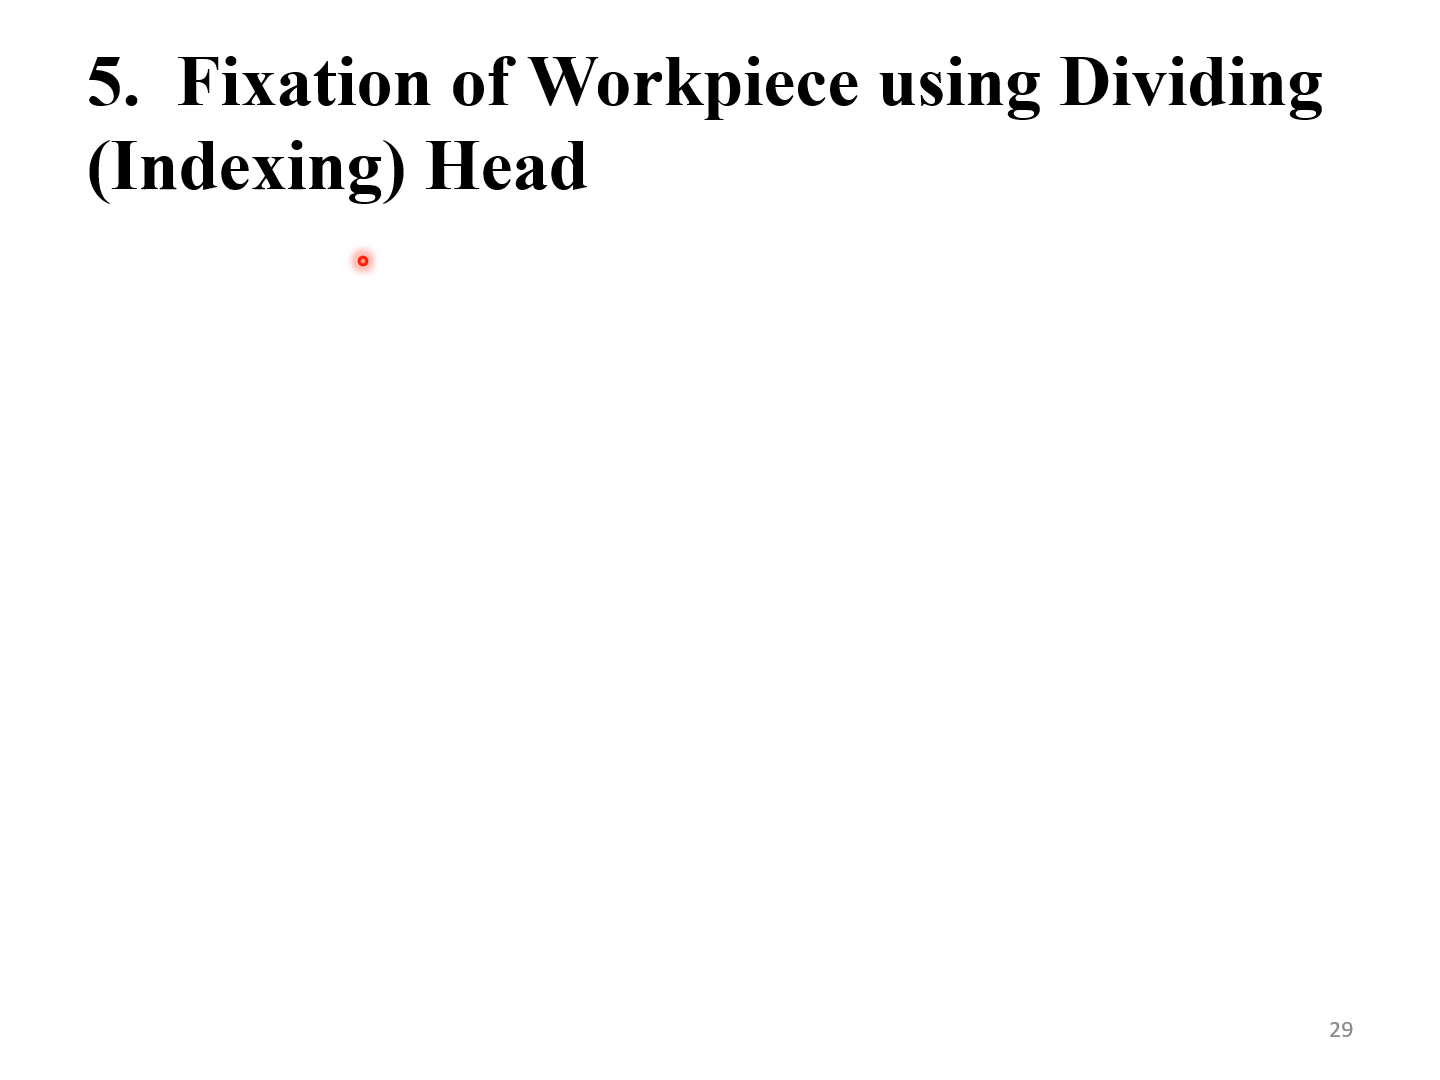 5.  Fixation of Workpiece using Dividing
(Indexing) Head
29